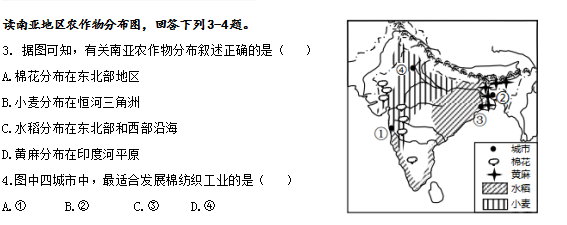 读南亚地区农作物分布图，回答下列3-4题。
3．据图可知，有关南亚农作物分布叙述正确的是（　　）
A.棉花分布在东北部地区
B.小麦分布在恒河三角洲
C.水稻分布在东北部和西部沿海
D.黄麻分布在印度河平原
4.图中四城市中，最适合发展棉纺织工业的是（　　）
A.① B.② C.③ D.④
④
②
③
①
城市
棉花
黄麻
水稻
小麦